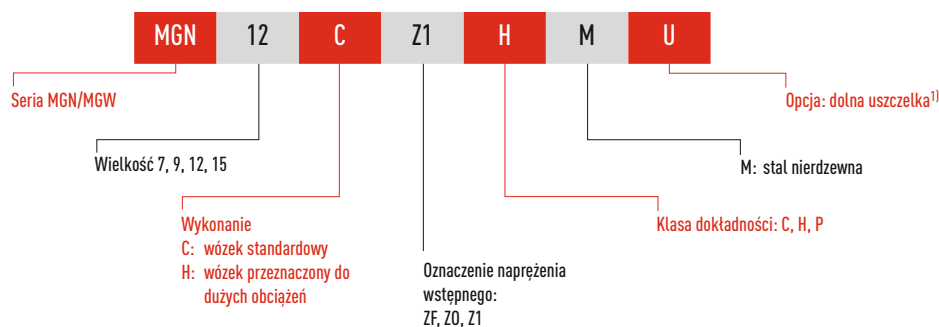 MGN 12 C Z1 H M U
Seria MGN/MGW
Opcja: dolna uszczelka1)
Wielkość 7, 9, 12, 15
M: stal nierdzewna
Wykonanie
C: wózek standardowy
H: wózek przeznaczony do
dużych obciążeń
Klasa dokładności: C, H, P
Oznaczenie naprężenia
wstępnego:
ZF, Z0, Z1